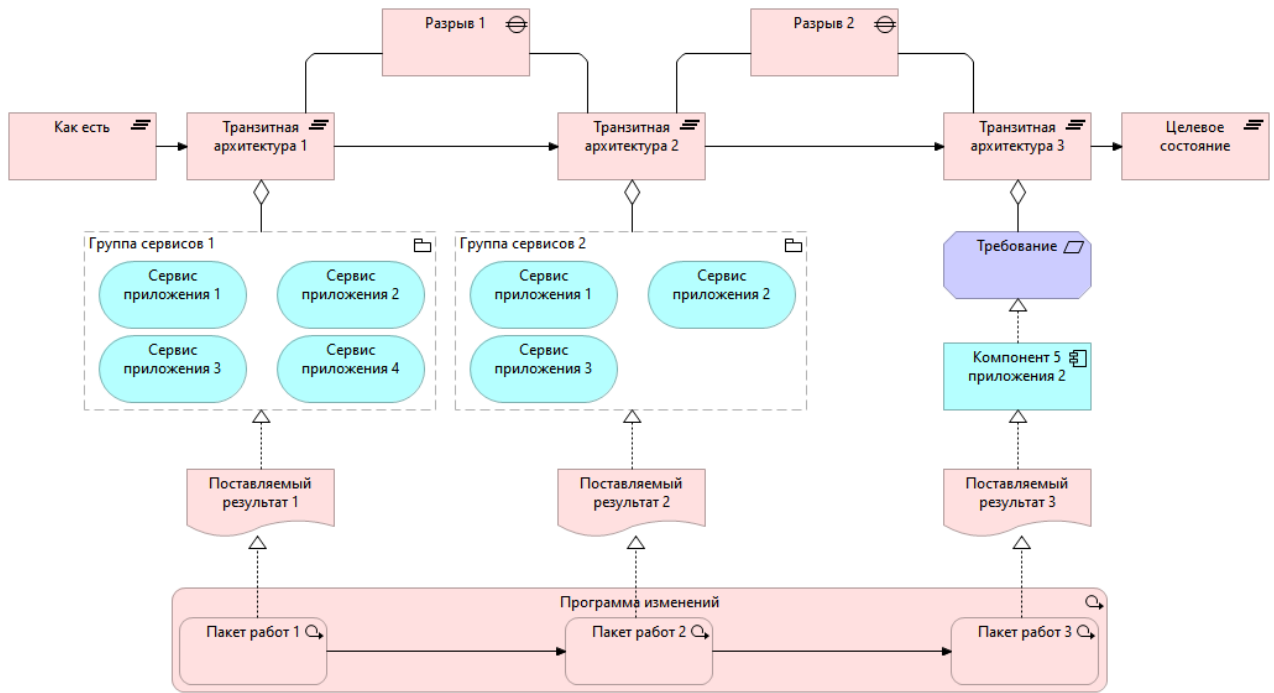 Разрыв 1
Разрыв 2
Как есть
Транзитная
архитектура 1
Транзитная
архитектура 2
Транзитная
архитектура 3
Целевое
состояние
Группа сервисов 1
Сервис
приложения 1
Сервис
приложения 2
Сервис
приложения 3
Сервис
приложения 4
Группа сервисов 2
Сервис
приложения 1
Сервис
приложения 2
Сервис
приложения 3
Требование
Компонент 5
приложения 2
Поставляемый
результат 1
Поставляемый
результат 2
Поставляемый
результат 3
Программа изменений
Пакет работ 1
Пакет работ 2
Пакет работ 3